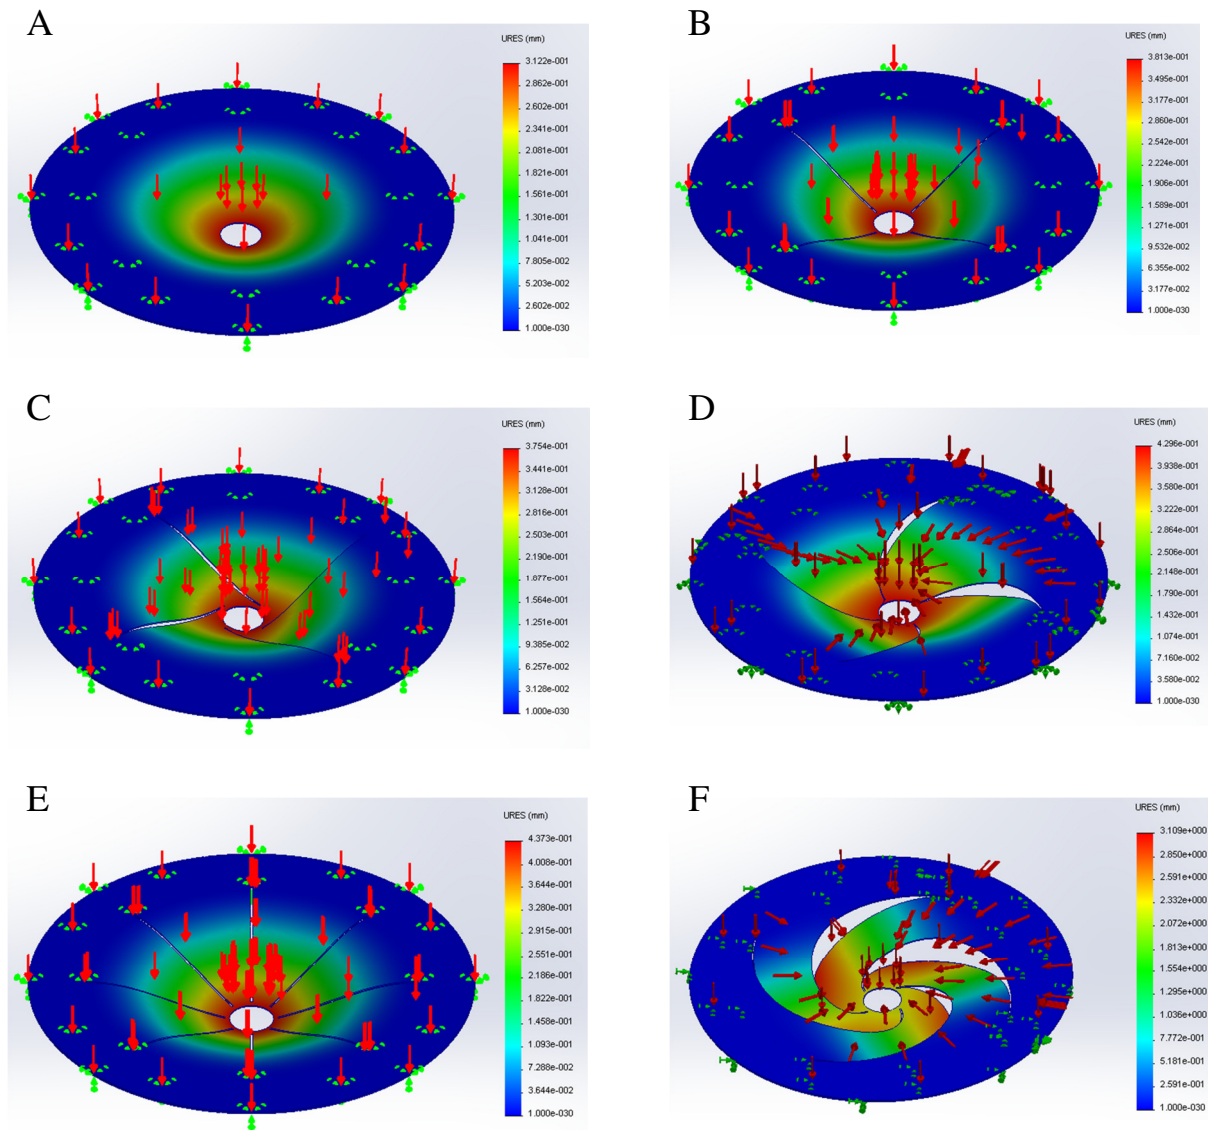 A
URES (mm)
3.122e-001
2.862e-001
2.602e-001
2.341e-001
2.081e-001
1.821e-001
1.561e-001
1.301e-001
1.041e-001
7.805e-002
5.203e-002
2.602e-002
1.000e-030
B
URES (mm)
3.813e-001
3.495e-001
3.177e-001
2.860e-001
2.542e-001
2.224e-001
1.906e-001
1.589e-001
1.271e-001
9.532e-002
6.355e-002
3.177e-002
1.000e-030
C
URES (mm)
3.754e-001
3.441e-001
3.128e-001
2.816e-001
2.503e-001
2.190e-001
1.877e-001
1.564e-001
1.251e-001
9.385e-002
6.257e-002
3.128e-002
1.000e-030
D
URES (mm)
4.296e-001
3.938e-001
3.580e-001
3.222e-001
2.864e-001
2.506e-001
2.148e-001
1.790e-001
1.432e-001
1.074e-001
7.160e-002
3.580e-002
1.000e-030
E
URES (mm)
4.373e-001
4.008e-001
3.644e-001
3.280e-001
2.915e-001
2.551e-001
2.186e-001
1.822e-001
1.458e-001
1.093e-001
7.288e-002
3.644e-002
1.000e-030
F
URES (mm)
3.109e+000
2.850e+000
2.591e+000
2.332e+000
2.073e+000
1.813e+000
1.554e+000
1.295e+000
1.036e+000
7.772e-001
5.181e-001
2.591e-001
1.000e-030